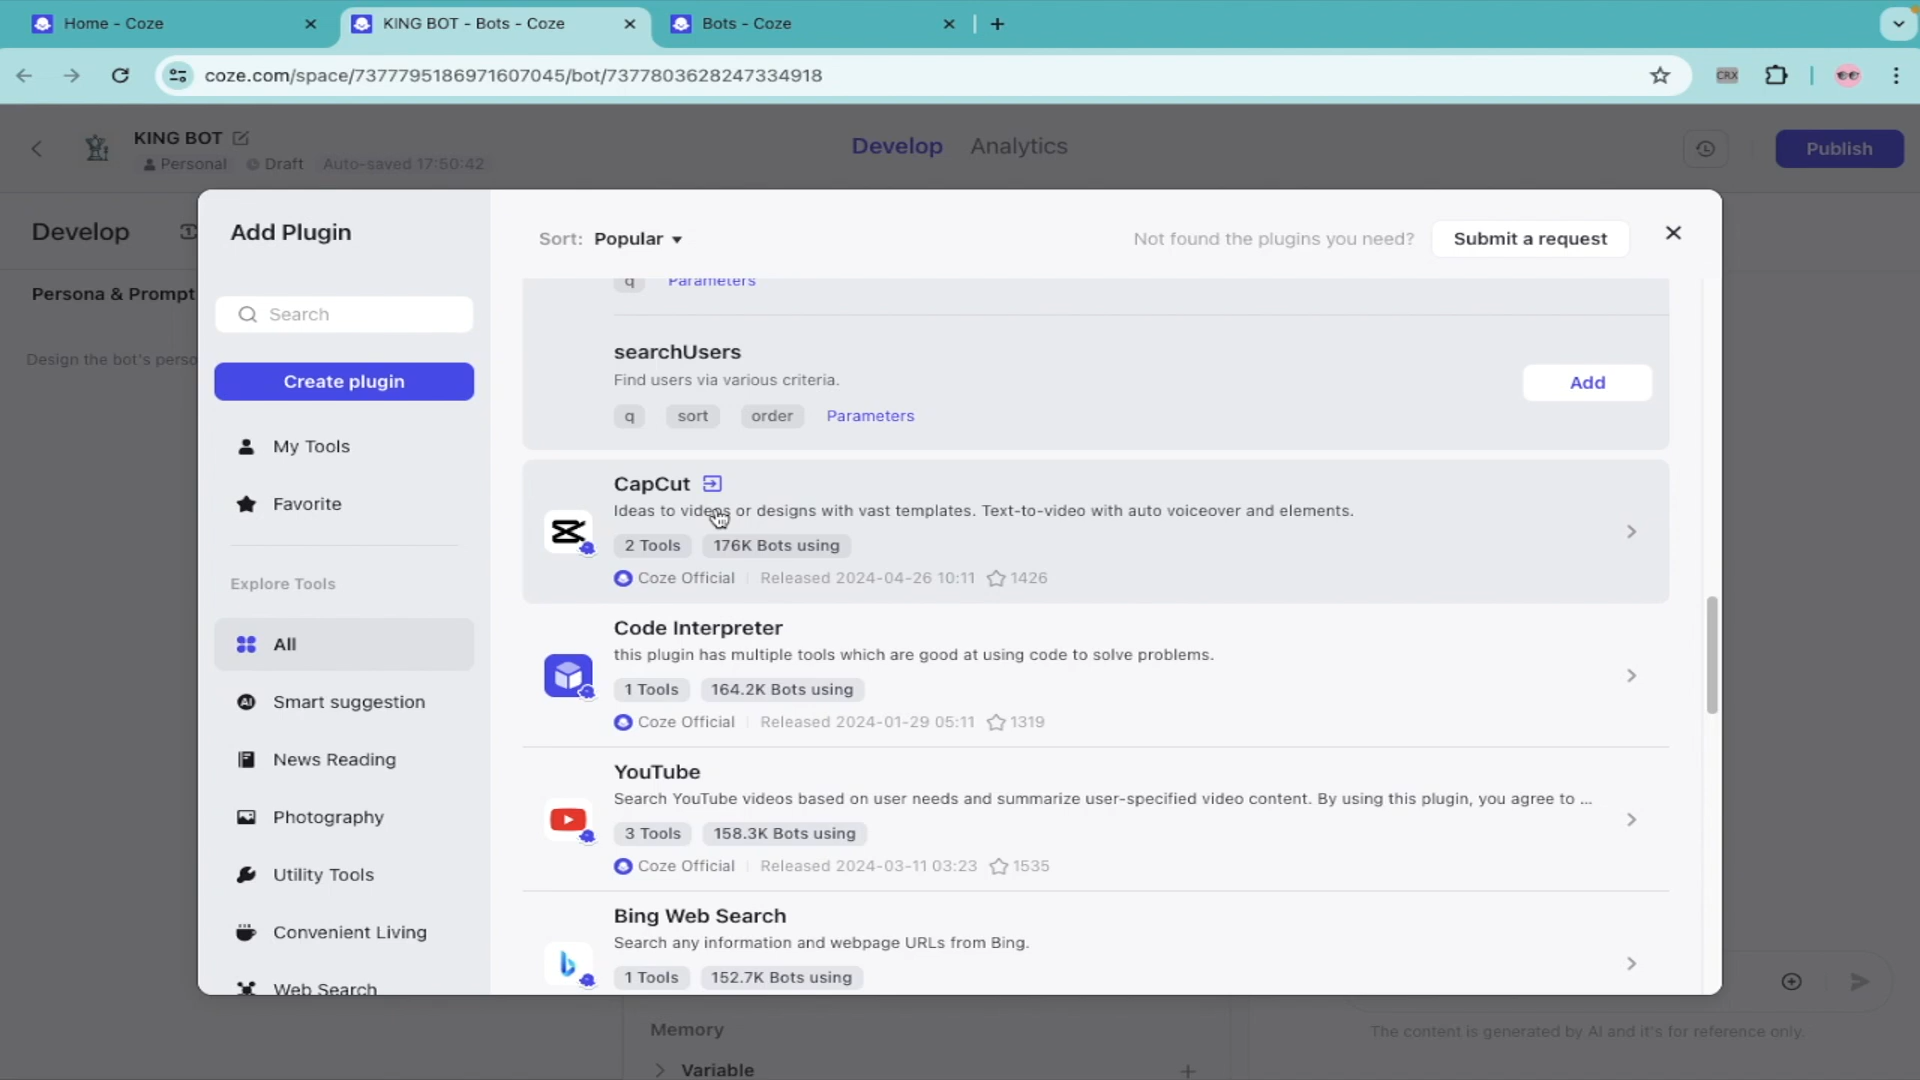 Home - Coze
KING BOT - Bots - Coze
Bots - Coze
coze.com/space/7377795186971607045/bot/7377803628247334918
CRX
KING BOT
Personal
Draft
Auto-saved 17:50:42
Develop
Analytics
Publish
Develop
Persona & Prompt
Design the bot's perso
Add Plugin
Search
Create plugin
My Tools
Favorite
Explore Tools
All
Smart suggestion
News Reading
Photography
Utility Tools
Convenient Living
Web Search
Sort: Popular
Not found the plugins you need?
Submit a request
q Parameters
searchUsers
Find users via various criteria.
q sort order Parameters
Add
CapCut
Ideas to videos or designs with vast templates. Text-to-video with auto voiceover and elements.
2 Tools 176K Bots using
Coze Official Released 2024-04-26 10:11 1426
Code Interpreter
this plugin has multiple tools which are good at using code to solve problems.
1 Tools 164.2K Bots using
Coze Official Released 2024-01-29 05:11 1319
YouTube
Search YouTube videos based on user needs and summarize user-specified video content. By using this plugin, you agree to ...
3 Tools 158.3K Bots using
Coze Official Released 2024-03-11 03:23 1535
Bing Web Search
Search any information and webpage URLs from Bing.
1 Tools 152.7K Bots using
Memory
Variable
The content is generated by AI and it's for reference only.